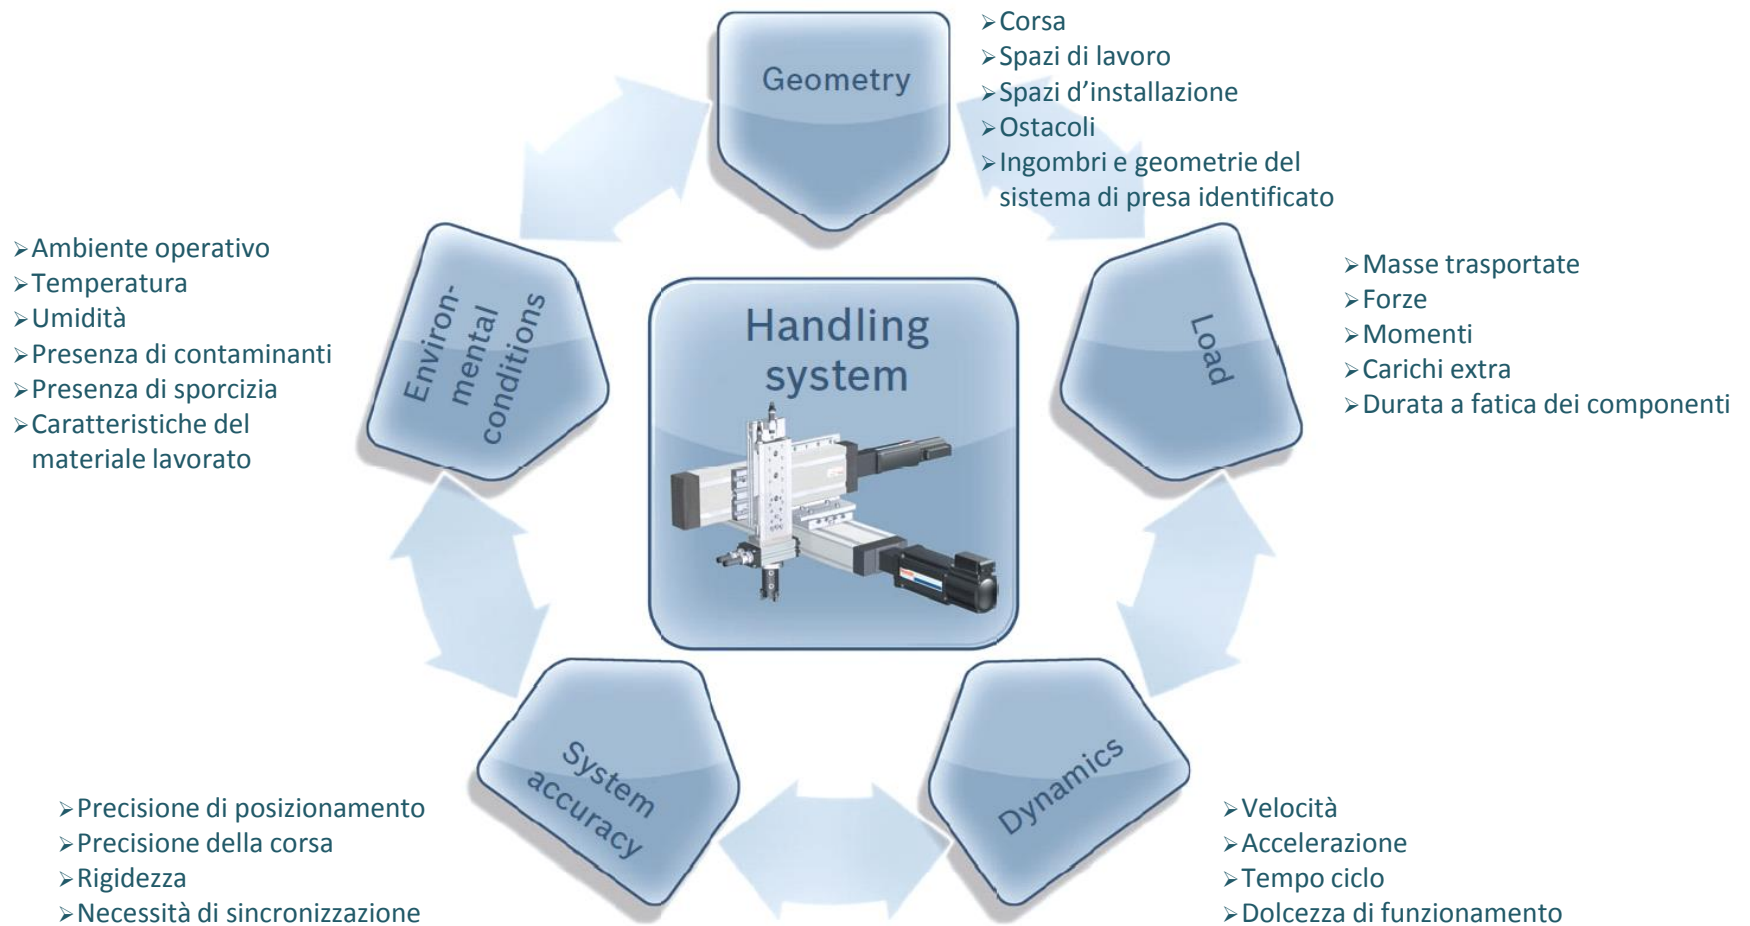 Geometry
➢Corsa
➢Spazi di lavoro
➢Spazi d’installazione
➢Ostacoli
➢Ingombri e geometrie del
sistema di presa identificato
➢Ambiente operativo
➢Temperatura
➢Umidità
➢Presenza di contaminanti
➢Presenza di sporcizia
➢Caratteristiche del
materiale lavorato
Environ-
mental
conditions
Handling
system
Load
➢Masse trasportate
➢Forze
➢Momenti
➢Carichi extra
➢Durata a fatica dei componenti
System
accuracy
➢Precisione di posizionamento
➢Precisione della corsa
➢Rigidezza
➢Necessità di sincronizzazione
Dynamics
➢Velocità
➢Accelerazione
➢Tempo ciclo
➢Dolcezza di funzionamento